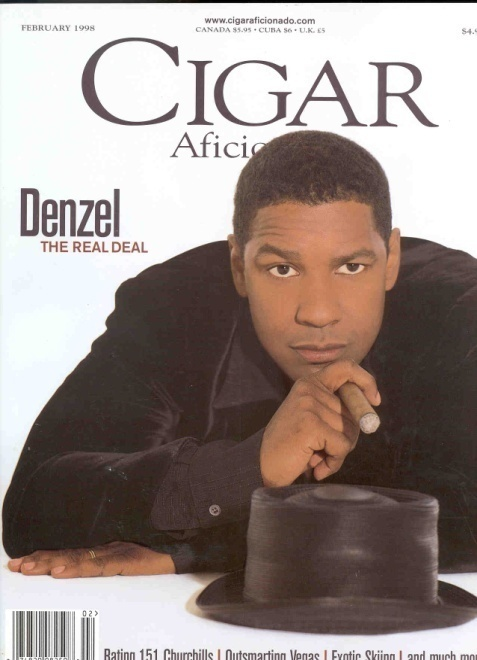 www.cigaraficionado.com
FEBRUARY 1998
CANADA $5.95 • CUBA $6 • U.K. £5
CIGAR
Denzel
THE REAL DEAL
02>
Rating 151 Churchills | Outsmarting Vegas | Exotic Skiing | and much